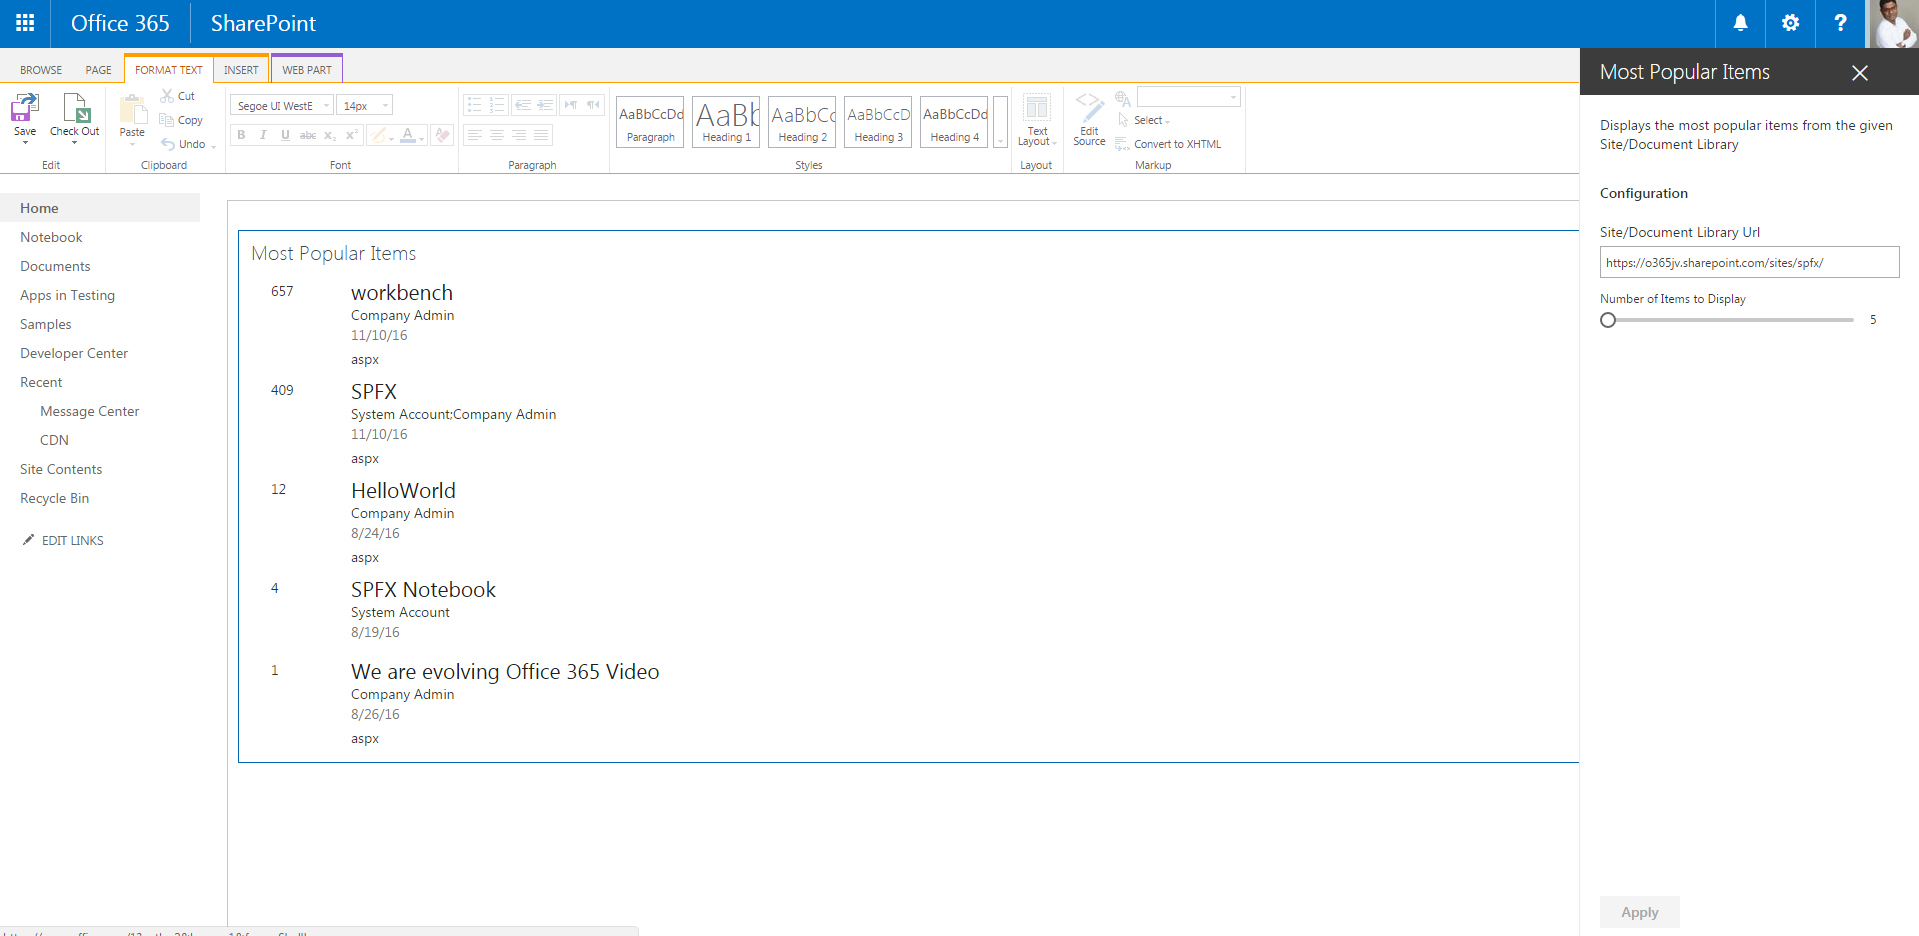 Office 365 SharePoint ?
BROWSE PAGE FORMAT TEXT INSERT WEB PART
Save
Check Out
Edit
Paste
Cut
Copy
Undo
Clipboard
Segoe UI WestE 14px
B I U abc x₂ x² A
Font
Paragraph
AaBbCcDd
Paragraph
AaBb
Heading 1
AaBbCc
Heading 2
AaBbCcD
Heading 3
AaBbCcDd
Heading 4
Styles
Text
Layout
Layout
Edit
Source
Select
Convert to XHTML
Markup
Home
Notebook
Documents
Apps in Testing
Samples
Developer Center
Recent
Message Center
CDN
Site Contents
Recycle Bin
EDIT LINKS
Most Popular Items
657 workbench
Company Admin
11/10/16
aspx
409 SPFX
System Account;Company Admin
11/10/16
aspx
12 HelloWorld
Company Admin
8/24/16
aspx
4 SPFX Notebook
System Account
8/19/16
1 We are evolving Office 365 Video
Company Admin
8/26/16
aspx
Most Popular Items
Displays the most popular items from the given
Site/Document Library
Configuration
Site/Document Library Url
https://o365jv.sharepoint.com/sites/spfx/
Number of Items to Display
5
Apply